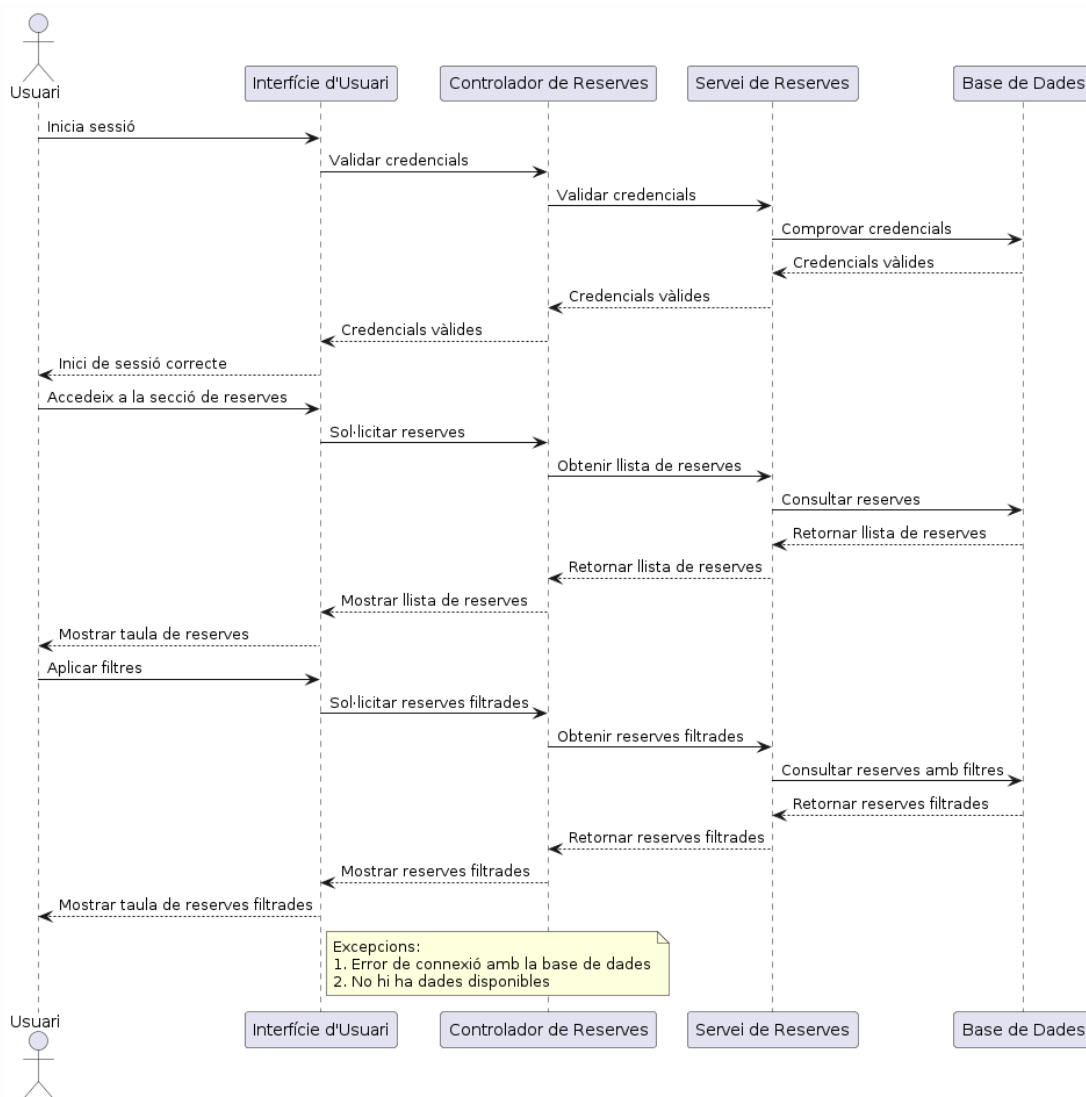 Usuari
Interfície d'Usuari
Controlador de Reserves
Servei de Reserves
Base de Dades
Inicia sessió
Validar credencials
Validar credencials
Comprovar credencials
Credencials vàlides
Credencials vàlides
Credencials vàlides
Inici de sessió correcte
Accedeix a la secció de reserves
Sol·licitar reserves
Obtenir llista de reserves
Consultar reserves
Retornar llista de reserves
Retornar llista de reserves
Mostrar llista de reserves
Mostrar taula de reserves
Aplicar filtres
Sol·licitar reserves filtrades
Obtenir reserves filtrades
Consultar reserves amb filtres
Retornar reserves filtrades
Retornar reserves filtrades
Mostrar reserves filtrades
Mostrar taula de reserves filtrades
Excepcions:
1. Error de connexió amb la base de dades
2. No hi ha dades disponibles
Usuari
Interfície d'Usuari
Controlador de Reserves
Servei de Reserves
Base de Dades